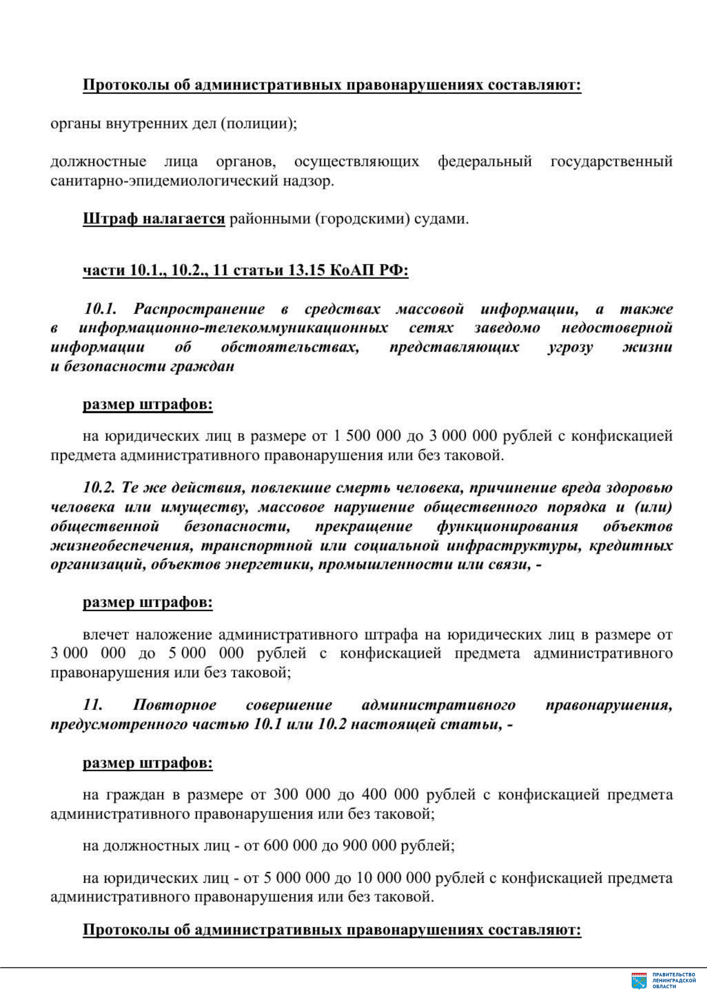 Протоколы об административных правонарушениях составляют:
органы внутренних дел (полиции);
должностные лица органов, осуществляющих федеральный государственный
санитарно-эпидемиологический надзор.
Штраф налагается районными (городскими) судами.
части 10.1., 10.2., 11 статьи 13.15 КоАП РФ:
10.1. Распространение в средствах массовой информации, а также
в информационно-телекоммуникационных сетях заведомо недостоверной
информации об обстоятельствах, представляющих угрозу жизни
и безопасности граждан
размер штрафов:
на юридических лиц в размере от 1 500 000 до 3 000 000 рублей с конфискацией
предмета административного правонарушения или без таковой.
10.2. Те же действия, повлекшие смерть человека, причинение вреда здоровью
человека или имуществу, массовое нарушение общественного порядка и (или)
общественной безопасности, прекращение функционирования объектов
жизнеобеспечения, транспортной или социальной инфраструктуры, кредитных
организаций, объектов энергетики, промышленности или связи, -
размер штрафов:
влечет наложение административного штрафа на юридических лиц в размере от
3 000 000 до 5 000 000 рублей с конфискацией предмета административного
правонарушения или без таковой;
11. Повторное совершение административного правонарушения,
предусмотренного частью 10.1 или 10.2 настоящей статьи, -
размер штрафов:
на граждан в размере от 300 000 до 400 000 рублей с конфискацией предмета
административного правонарушения или без таковой;
на должностных лиц - от 600 000 до 900 000 рублей;
на юридических лиц - от 5 000 000 до 10 000 000 рублей с конфискацией предмета
административного правонарушения или без таковой.
Протоколы об административных правонарушениях составляют:
ПРАВИТЕЛЬСТВО
ЛЕНИНГРАДСКОЙ
ОБЛАСТИ